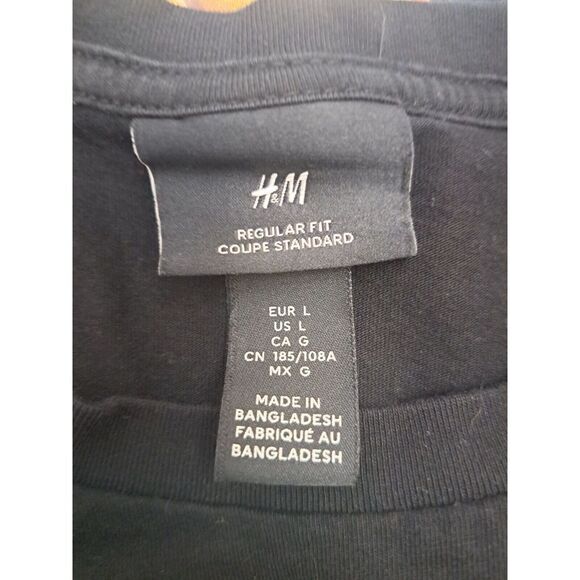 H&M
REGULAR FIT
COUPE STANDARD
EUR L
US L
CA G
CN 185/108A
MX G
MADE IN
BANGLADESH
FABRIQUÉ AU
BANGLADESH